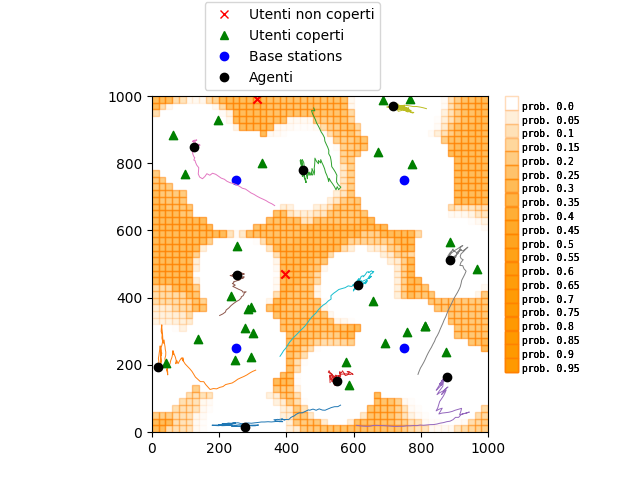 Utenti non coperti
Utenti coperti
Base stations
Agenti
1000
800
600
400
200
0
0
200
400
600
800
1000
prob. 0.0
prob. 0.05
prob. 0.1
prob. 0.15
prob. 0.2
prob. 0.25
prob. 0.3
prob. 0.35
prob. 0.4
prob. 0.45
prob. 0.5
prob. 0.55
prob. 0.6
prob. 0.65
prob. 0.7
prob. 0.75
prob. 0.8
prob. 0.85
prob. 0.9
prob. 0.95